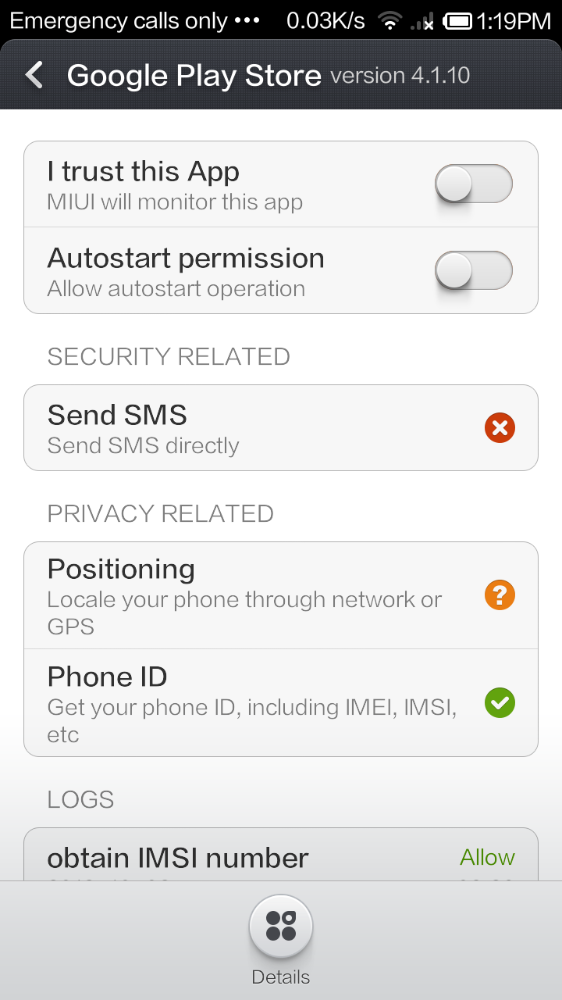 Emergency calls only ••• 0.03K/s 1:19PM
Google Play Store version 4.1.10
I trust this App
MIUI will monitor this app
Autostart permission
Allow autostart operation
SECURITY RELATED
Send SMS
Send SMS directly
PRIVACY RELATED
Positioning
Locale your phone through network or
GPS
Phone ID
Get your phone ID, including IMEI, IMSI,
etc
LOGS
obtain IMSI number Allow
Details